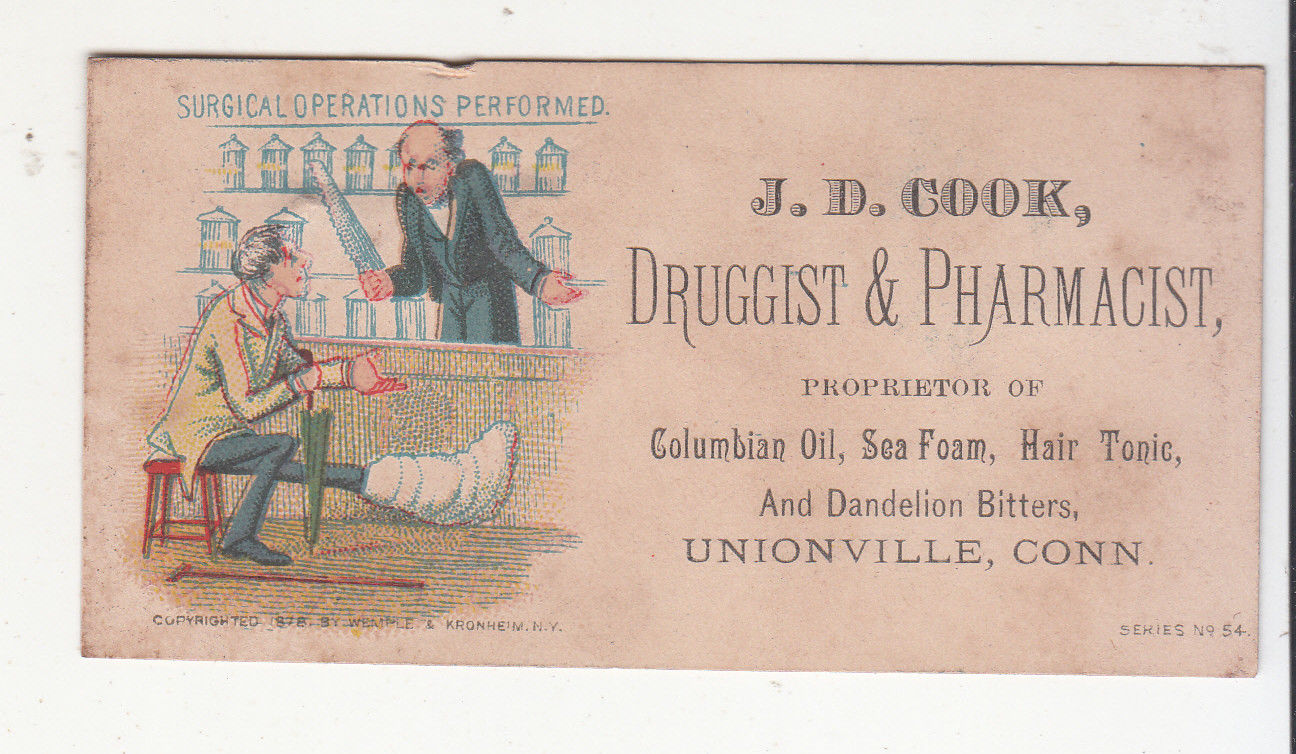 SURGICAL OPERATIONS PERFORMED.
J. D. COOK,
DRUGGIST & PHARMACIST,
PROPRIETOR OF
Columbian Oil, Sea Foam, Hair Tonic,
And Dandelion Bitters,
UNIONVILLE, CONN.
COPYRIGHTED 1878. BY WEMPLE & KRONHEIM. N.Y.
SERIES No 54.